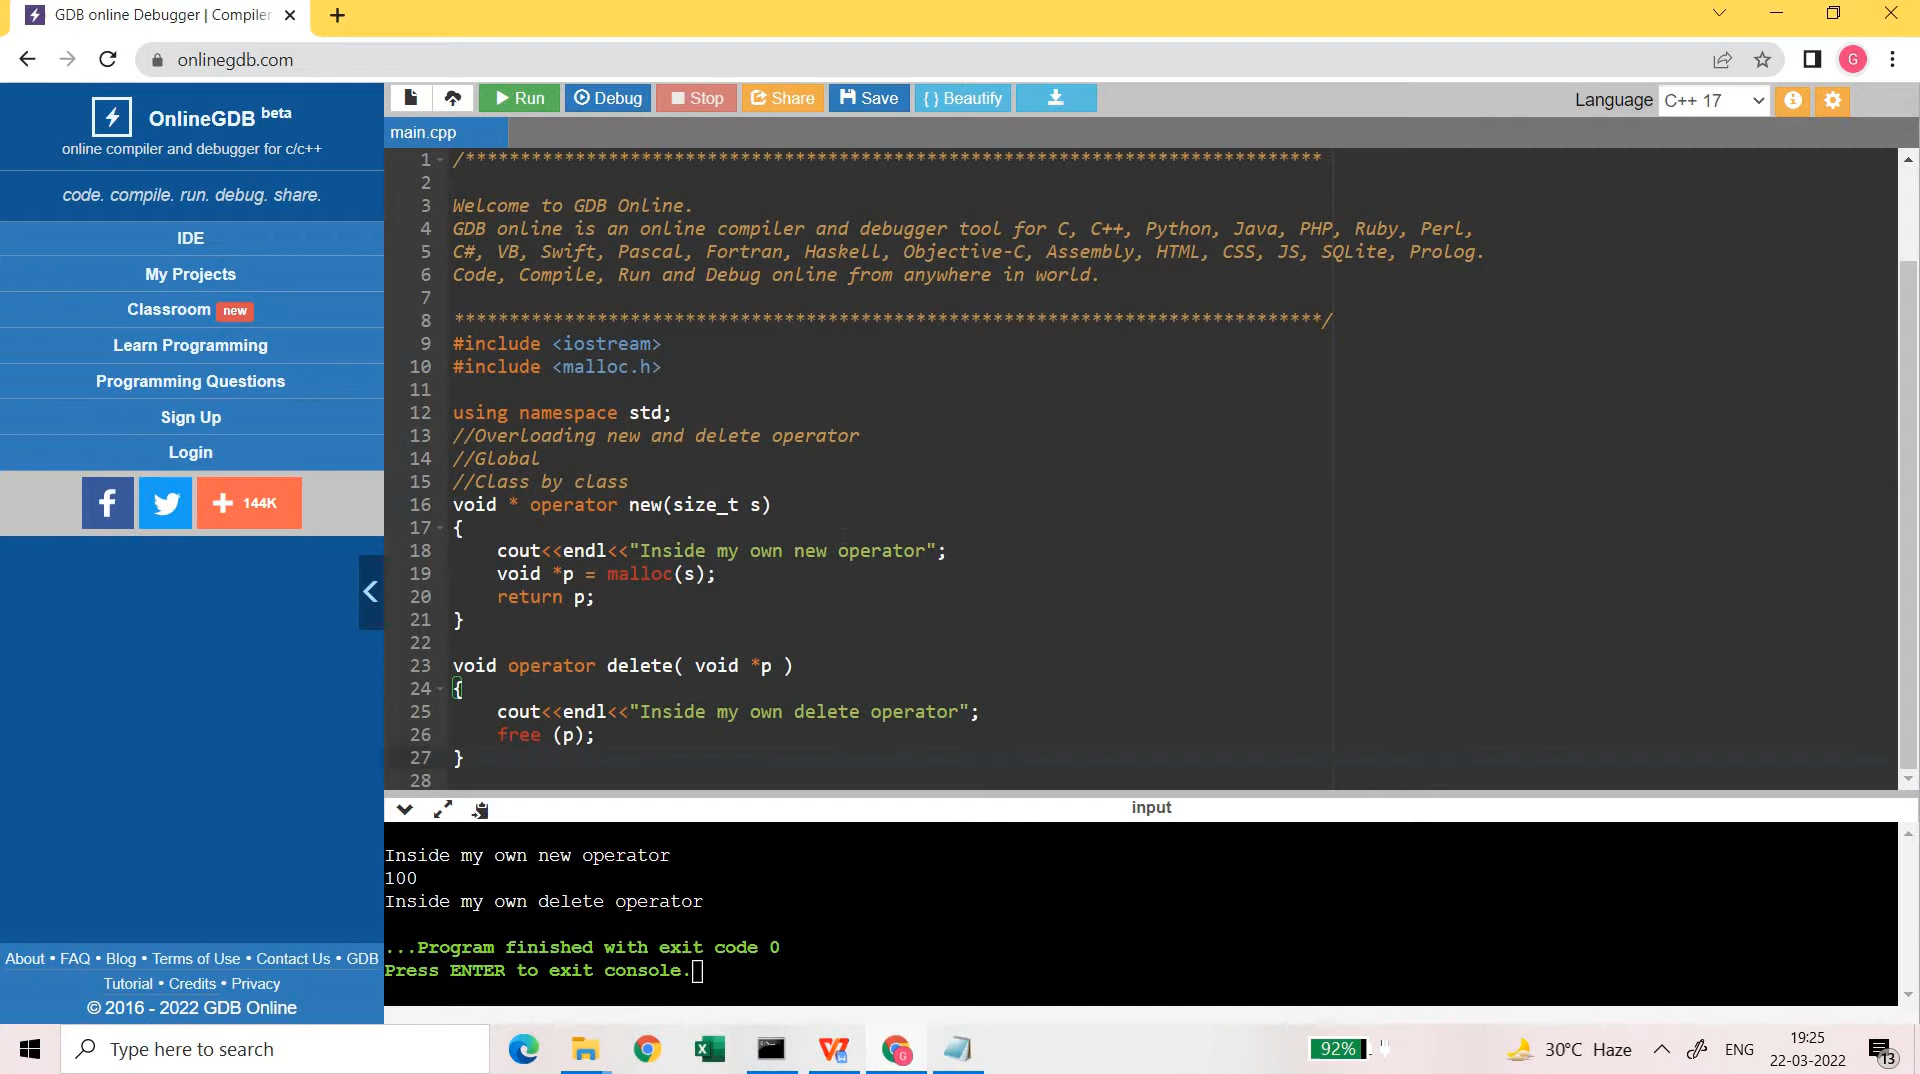 GDB online Debugger | Compiler
onlinegdb.com
G
OnlineGDB beta
online compiler and debugger for c/c++
code. compile. run. debug. share.
IDE
My Projects
Classroom new
Learn Programming
Programming Questions
Sign Up
Login
144K
About • FAQ • Blog • Terms of Use • Contact Us • GDB
Tutorial • Credits • Privacy
© 2016 - 2022 GDB Online
Run Debug Stop Share Save { } Beautify
Language C++ 17
main.cpp
1 /******************************************************************************
2
3 Welcome to GDB Online.
4 GDB online is an online compiler and debugger tool for C, C++, Python, Java, PHP, Ruby, Perl,
5 C#, VB, Swift, Pascal, Fortran, Haskell, Objective-C, Assembly, HTML, CSS, JS, SQLite, Prolog.
6 Code, Compile, Run and Debug online from anywhere in world.
7
8 *******************************************************************************/
9 #include <iostream>
10 #include <malloc.h>
11
12 using namespace std;
13 //Overloading new and delete operator
14 //Global
15 //Class by class
16 void * operator new(size_t s)
17 {
18 cout<<endl<<"Inside my own new operator";
19 void *p = malloc(s);
20 return p;
21 }
22
23 void operator delete( void *p )
24 {
25 cout<<endl<<"Inside my own delete operator";
26 free (p);
27 }
28
input
Inside my own new operator
100
Inside my own delete operator
...Program finished with exit code 0
Press ENTER to exit console.
Type here to search
G
92%
30°C Haze
ENG
19:25
22-03-2022
13